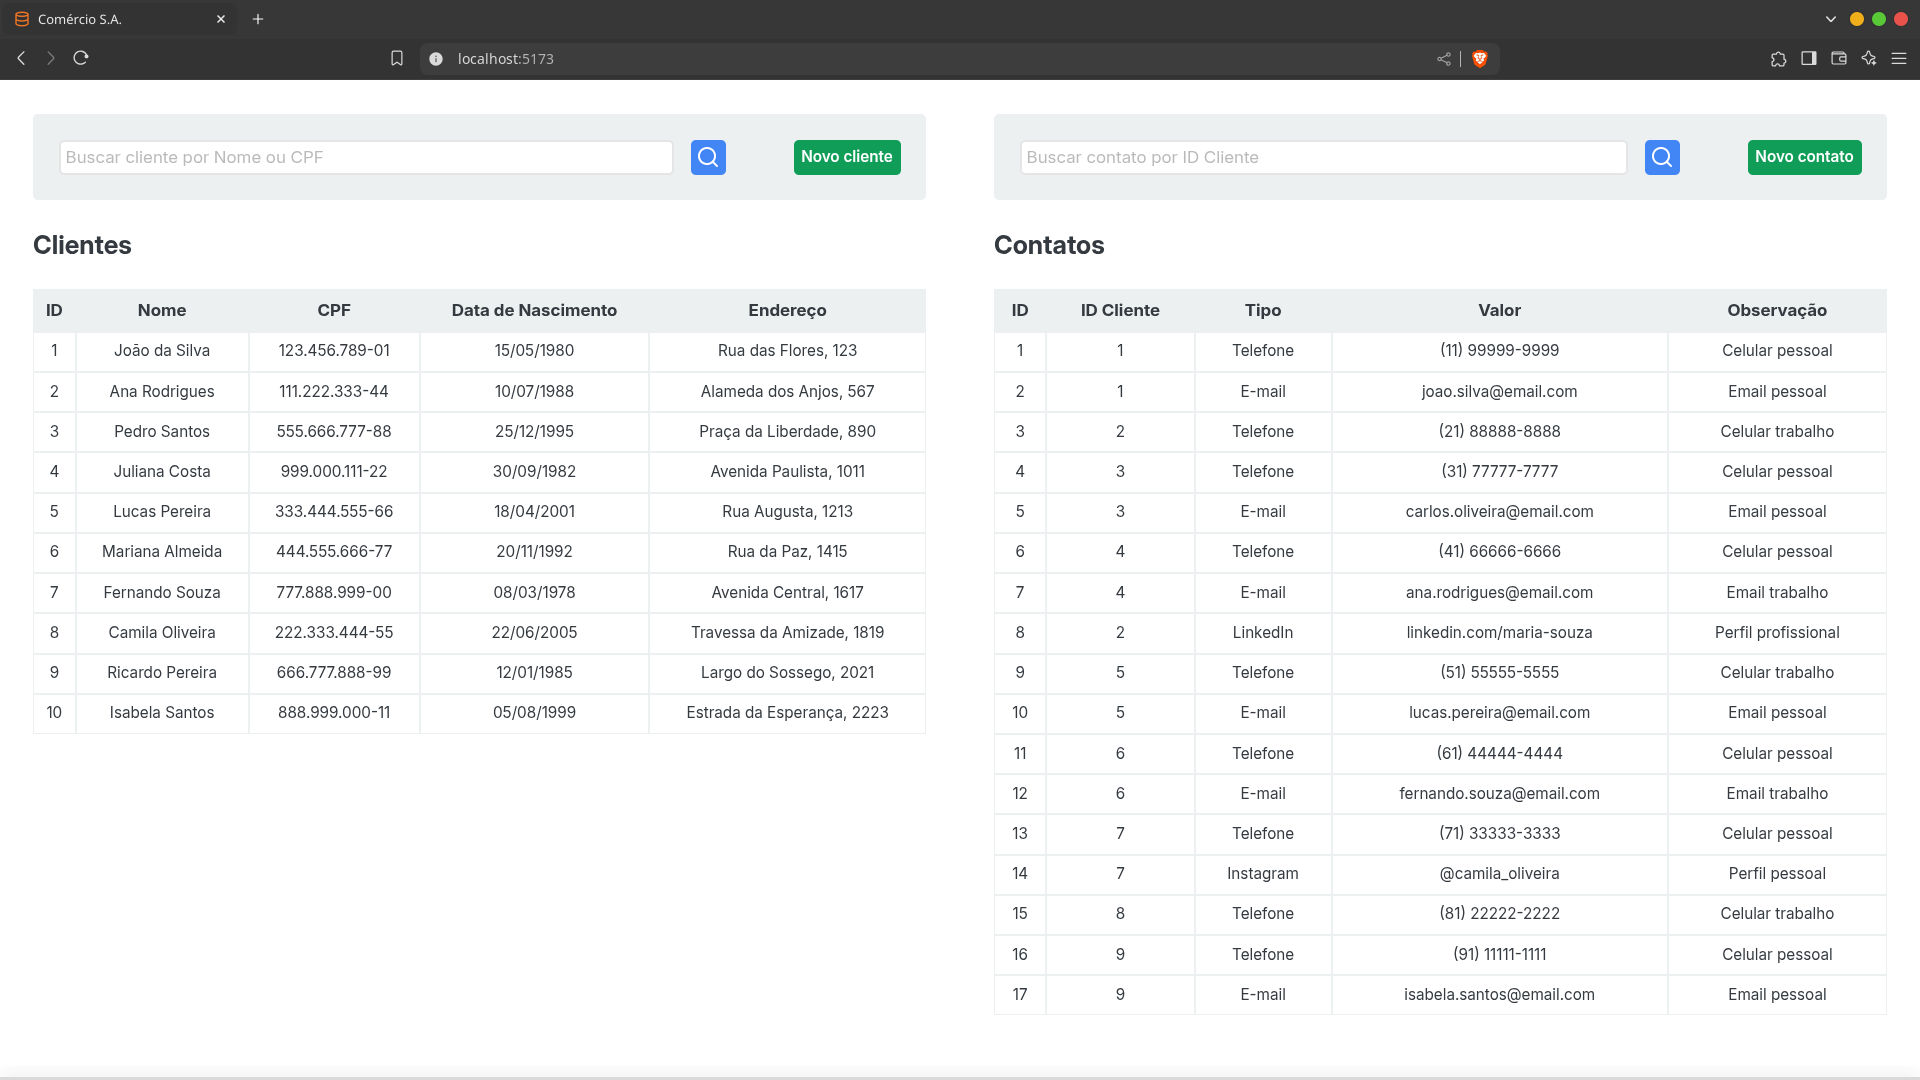 Comércio S.A.
localhost:5173
Buscar cliente por Nome ou CPF
Novo cliente
Clientes
ID Nome CPF Data de Nascimento Endereço
1 João da Silva 123.456.789-01 15/05/1980 Rua das Flores, 123
2 Ana Rodrigues 111.222.333-44 10/07/1988 Alameda dos Anjos, 567
3 Pedro Santos 555.666.777-88 25/12/1995 Praça da Liberdade, 890
4 Juliana Costa 999.000.111-22 30/09/1982 Avenida Paulista, 1011
5 Lucas Pereira 333.444.555-66 18/04/2001 Rua Augusta, 1213
6 Mariana Almeida 444.555.666-77 20/11/1992 Rua da Paz, 1415
7 Fernando Souza 777.888.999-00 08/03/1978 Avenida Central, 1617
8 Camila Oliveira 222.333.444-55 22/06/2005 Travessa da Amizade, 1819
9 Ricardo Pereira 666.777.888-99 12/01/1985 Largo do Sossego, 2021
10 Isabela Santos 888.999.000-11 05/08/1999 Estrada da Esperança, 2223
Buscar contato por ID Cliente
Novo contato
Contatos
ID ID Cliente Tipo Valor Observação
1 1 Telefone (11) 99999-9999 Celular pessoal
2 1 E-mail joao.silva@email.com Email pessoal
3 2 Telefone (21) 88888-8888 Celular trabalho
4 3 Telefone (31) 77777-7777 Celular pessoal
5 3 E-mail carlos.oliveira@email.com Email pessoal
6 4 Telefone (41) 66666-6666 Celular pessoal
7 4 E-mail ana.rodrigues@email.com Email trabalho
8 2 LinkedIn linkedin.com/maria-souza Perfil profissional
9 5 Telefone (51) 55555-5555 Celular trabalho
10 5 E-mail lucas.pereira@email.com Email pessoal
11 6 Telefone (61) 44444-4444 Celular pessoal
12 6 E-mail fernando.souza@email.com Email trabalho
13 7 Telefone (71) 33333-3333 Celular pessoal
14 7 Instagram @camila_oliveira Perfil pessoal
15 8 Telefone (81) 22222-2222 Celular trabalho
16 9 Telefone (91) 11111-1111 Celular pessoal
17 9 E-mail isabela.santos@email.com Email pessoal